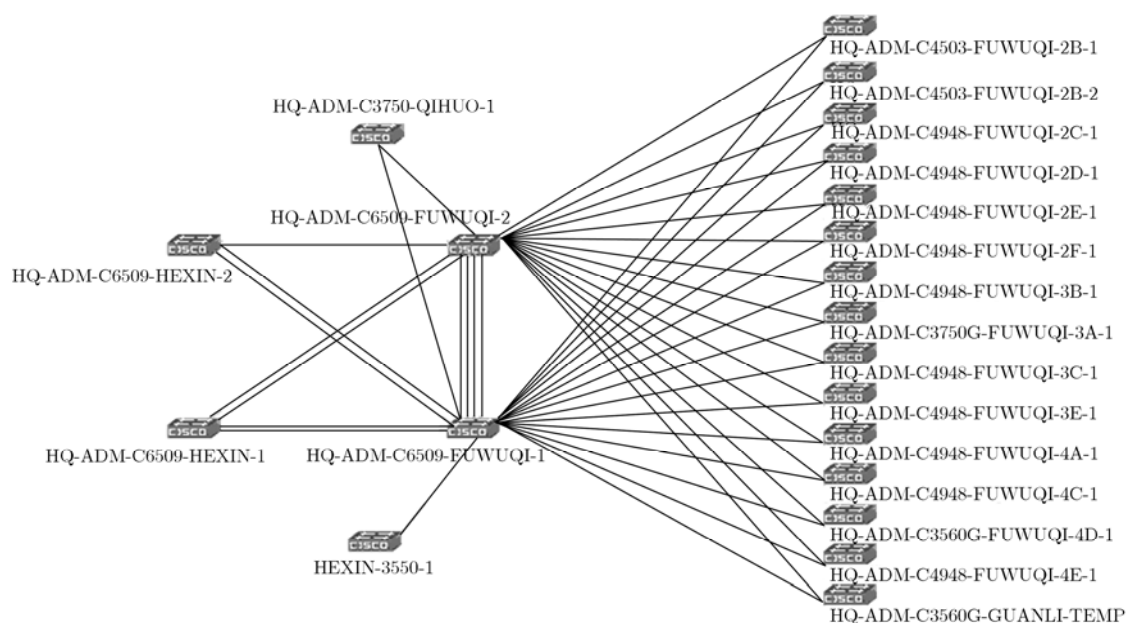 HQ-ADM-C4503-FUWUQI-2B-1
HQ-ADM-C3750-QIHUO-1
HQ-ADM-C4503-FUWUQI-2B-2
HQ-ADM-C4948-FUWUQI-2C-1
HQ-ADM-C4948-FUWUQI-2D-1
HQ-ADM-C6509-FUWUQI-2
HQ-ADM-C4948-FUWUQI-2E-1
HQ-ADM-C4948-FUWUQI-2F-1
HQ-ADM-C6509-HEXIN-2
HQ-ADM-C4948-FUWUQI-3B-1
HQ-ADM-C3750G-FUWUQI-3A-1
HQ-ADM-C4948-FUWUQI-3C-1
HQ-ADM-C4948-FUWUQI-3E-1
HQ-ADM-C6509-HEXIN-1
HQ-ADM-C6509-FUWUQI-1
HQ-ADM-C4948-FUWUQI-4A-1
HQ-ADM-C4948-FUWUQI-4C-1
HQ-ADM-C3560G-FUWUQI-4D-1
HEXIN-3550-1
HQ-ADM-C4948-FUWUQI-4E-1
HQ-ADM-C3560G-GUANLI-TEMP